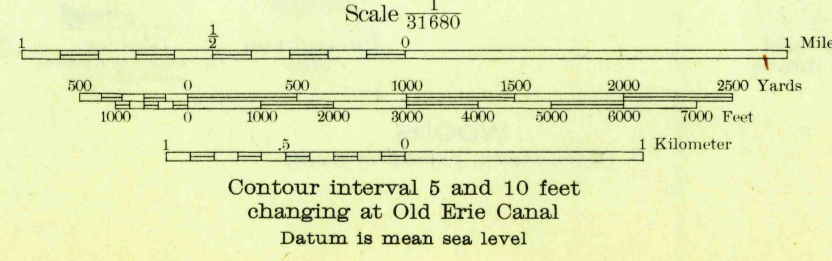 Scale 1/31680
1 1/2 0 1 Mile
500 0 500 1000 1500 2000 2500 Yards
1000 0 1000 2000 3000 4000 5000 6000 7000 Feet
1 .5 0 1 Kilometer
Contour interval 5 and 10 feet
changing at Old Erie Canal
Datum is mean sea level